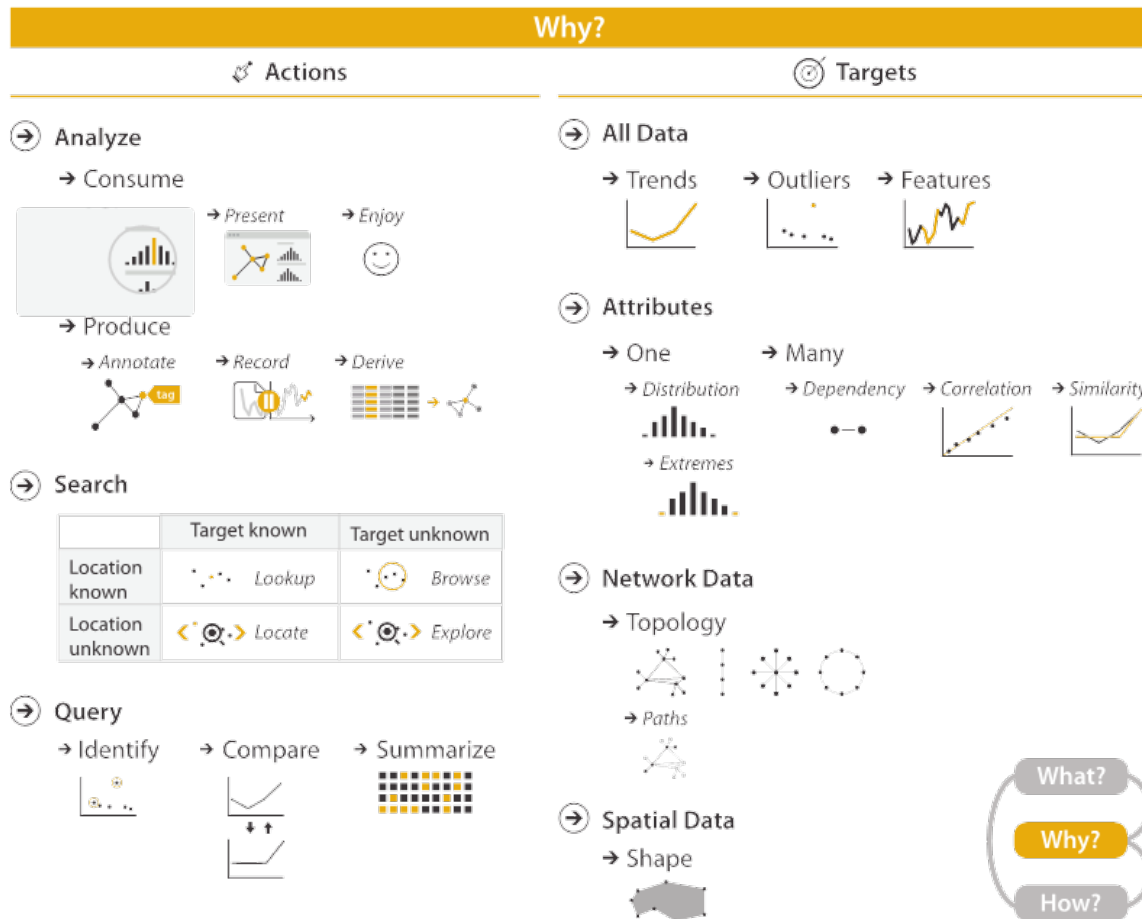 Why?
Actions
Targets
Analyze
→ Consume
→ Present
→ Enjoy
→ Produce
→ Annotate
→ Record
→ Derive
tag
Search
Target known
Target unknown
Location
known
Lookup
Browse
Location
unknown
Locate
Explore
Query
→ Identify
→ Compare
→ Summarize
All Data
→ Trends
→ Outliers
→ Features
Attributes
→ One
→ Many
→ Distribution
→ Dependency
→ Correlation
→ Similarity
→ Extremes
Network Data
→ Topology
→ Paths
Spatial Data
→ Shape
What?
Why?
How?